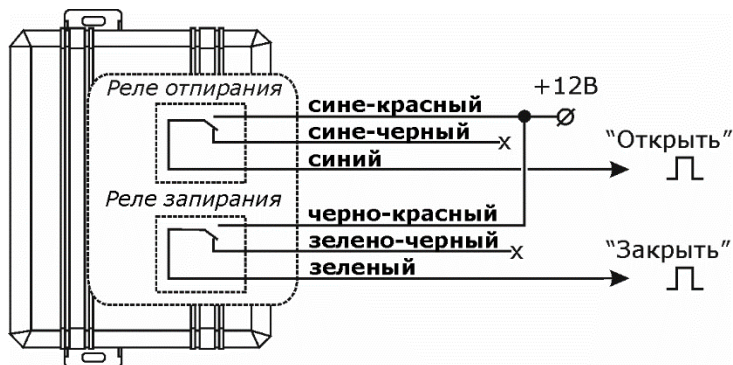 Реле отпирания
сине-красный
+12В
сине-черный
х
"Открыть"
синий
Реле запирания
черно-красный
зелено-черный
х
"Закрыть"
зеленый